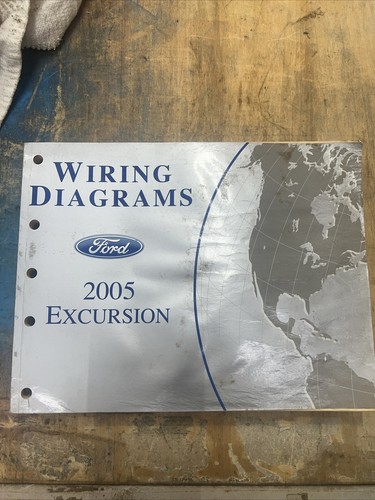 WIRING
DIAGRAMS
Ford
2005
EXCURSION